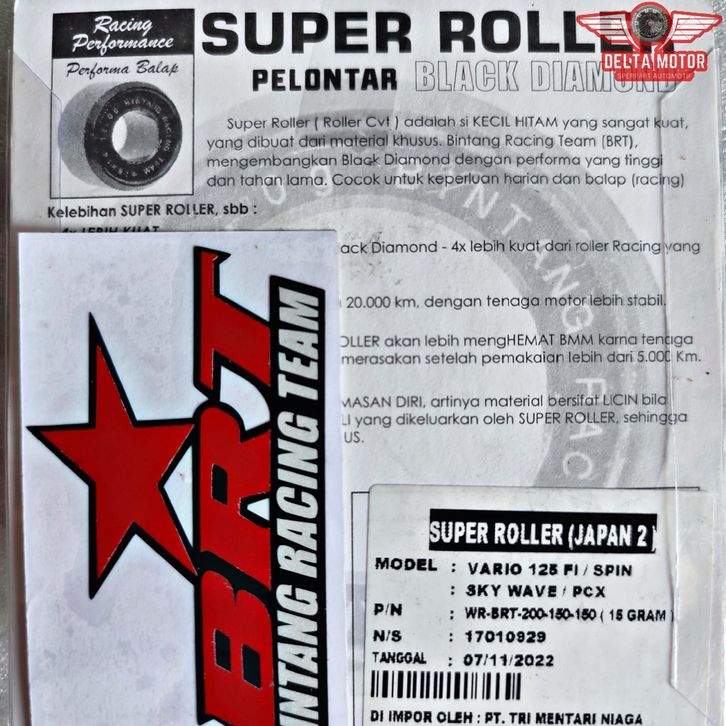 Racing
Performance
Performa Balap
SUPER ROLLER
PELONTAR BLACK DIAMOND
DELTA MOTOR
SPERPART AUTOMOTIF
Super Roller ( Roller Cvt ) adalah si KECIL HITAM yang sangat kuat,
yang dibuat dari material khusus. Bintang Racing Team (BRT),
mengembangkan Black Diamond dengan performa yang tinggi
dan tahan lama. Cocok untuk keperluan harian dan balap (racing)
Kelebihan SUPER ROLLER, sbb :
4x LEBIH KUAT
Diamond - 4x lebih kuat dari roller Racing yang
20.000 km, dengan tenaga motor lebih stabil.
akan lebih mengHEMAT BMM karna tenaga
merasakan setelah pemakaian lebih dari 5.000 Km.
DIRI, artinya material bersifat LICIN bila
yang dikeluarkan oleh SUPER ROLLER, sehingga
BRT
BINTANG RACING TEAM
SUPER ROLLER (JAPAN 2)
MODEL : VARIO 125 FI / SPIN
: SKY WAVE / PCX
P/N : WR-BRT-200-150-150 ( 15 GRAM )
N/S : 17010929
TANGGAL : 07/11/2022
DI IMPOR OLEH : PT. TRI MENTARI NIAGA